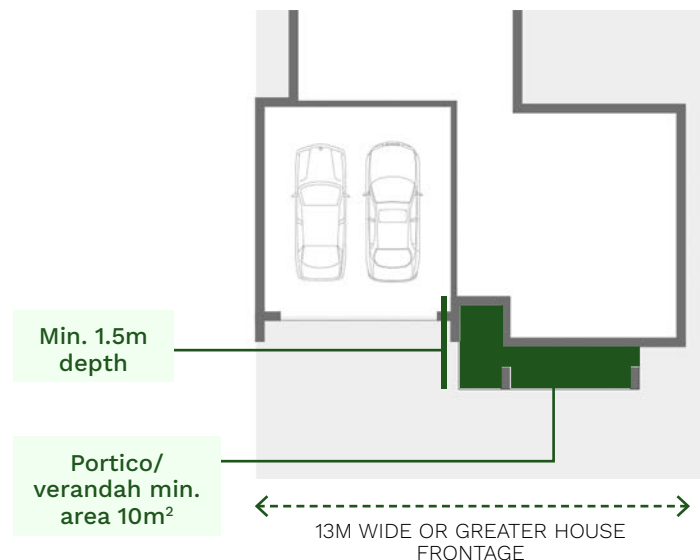 Min. 1.5m
depth
Portico/
verandah min.
area 10m²
13M WIDE OR GREATER HOUSE
FRONTAGE